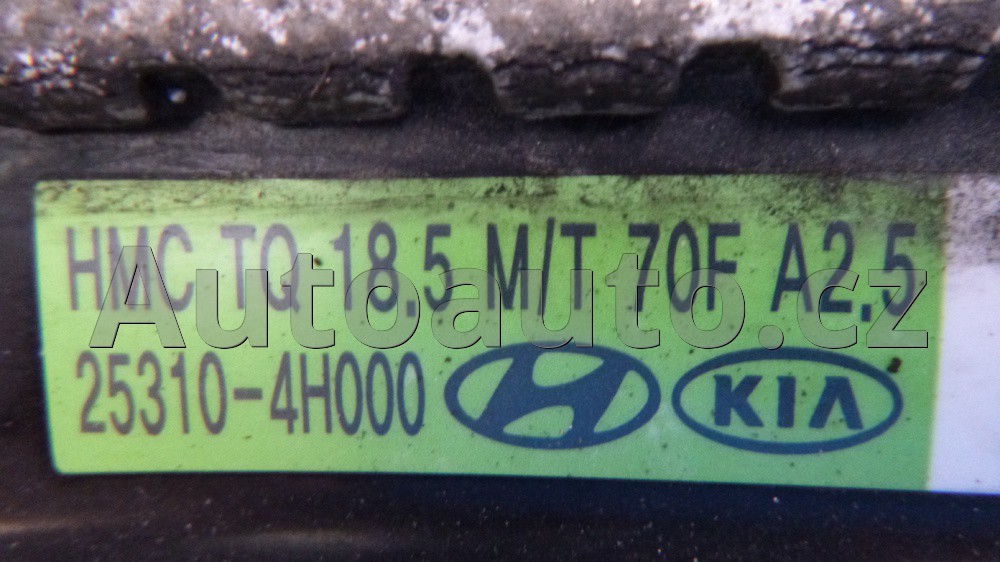 HMC TQ 18,5 M/T 70F A2,5
Autoauto.cz
25310-4H000 KIA